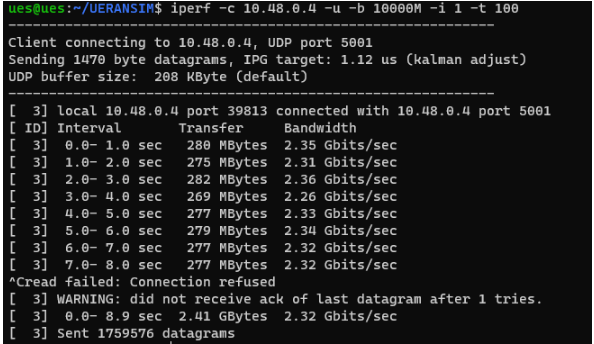 ues@ues:~/UERANSIM$ iperf -c 10.48.0.4 -u -b 10000M -i 1 -t 100
------------------------------------------------------------
Client connecting to 10.48.0.4, UDP port 5001
Sending 1470 byte datagrams, IPG target: 1.12 us (kalman adjust)
UDP buffer size:  208 KByte (default)
------------------------------------------------------------
[  3] local 10.48.0.4 port 39813 connected with 10.48.0.4 port 5001
[ ID] Interval       Transfer     Bandwidth
[  3]  0.0- 1.0 sec   280 MBytes  2.35 Gbits/sec
[  3]  1.0- 2.0 sec   275 MBytes  2.31 Gbits/sec
[  3]  2.0- 3.0 sec   282 MBytes  2.36 Gbits/sec
[  3]  3.0- 4.0 sec   269 MBytes  2.26 Gbits/sec
[  3]  4.0- 5.0 sec   277 MBytes  2.33 Gbits/sec
[  3]  5.0- 6.0 sec   279 MBytes  2.34 Gbits/sec
[  3]  6.0- 7.0 sec   277 MBytes  2.32 Gbits/sec
[  3]  7.0- 8.0 sec   277 MBytes  2.32 Gbits/sec
^Cread failed: Connection refused
[  3] WARNING: did not receive ack of last datagram after 1 tries.
[  3]  0.0- 8.9 sec  2.41 GBytes  2.32 Gbits/sec
[  3] Sent 1759576 datagrams